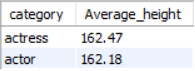 category Average_height
actress 162.47
actor 162.18